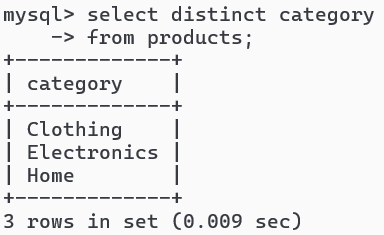 mysql> select distinct category
    -> from products;
+-------------+
| category    |
+-------------+
| Clothing    |
| Electronics |
| Home        |
+-------------+
3 rows in set (0.009 sec)